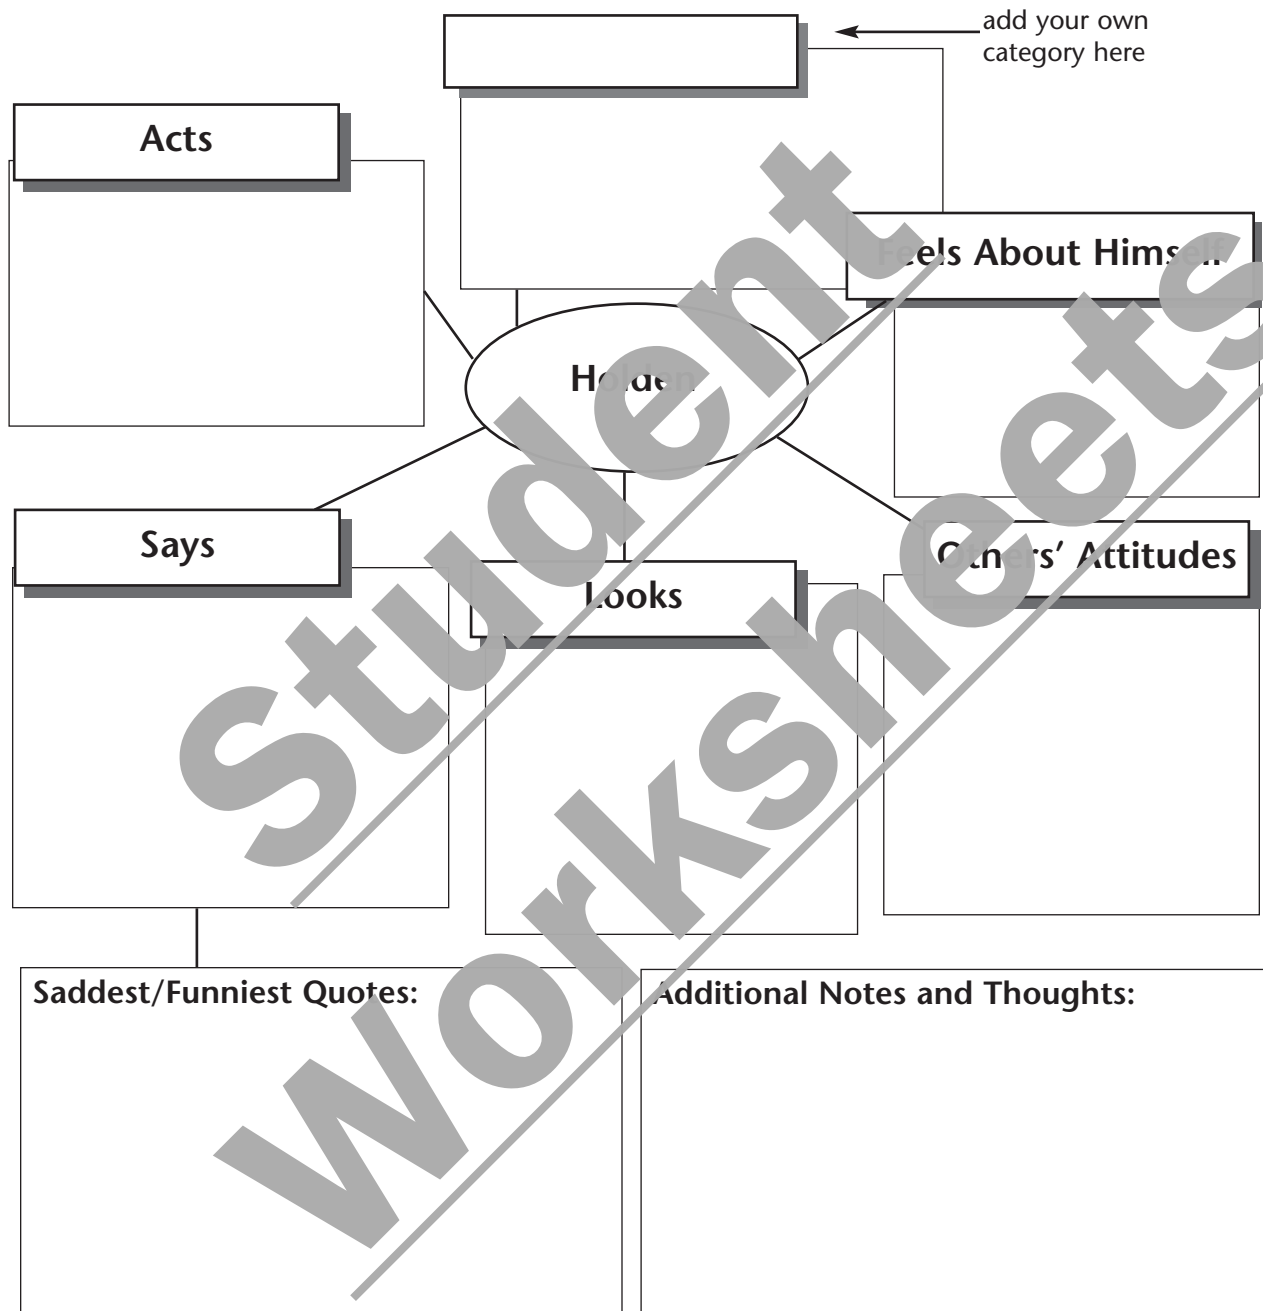 add your own
category here
Acts
Feels About Himself
Holden
Says
Looks
Others’ Attitudes
Saddest/Funniest Quotes:
Additional Notes and Thoughts:
Student
Worksheets